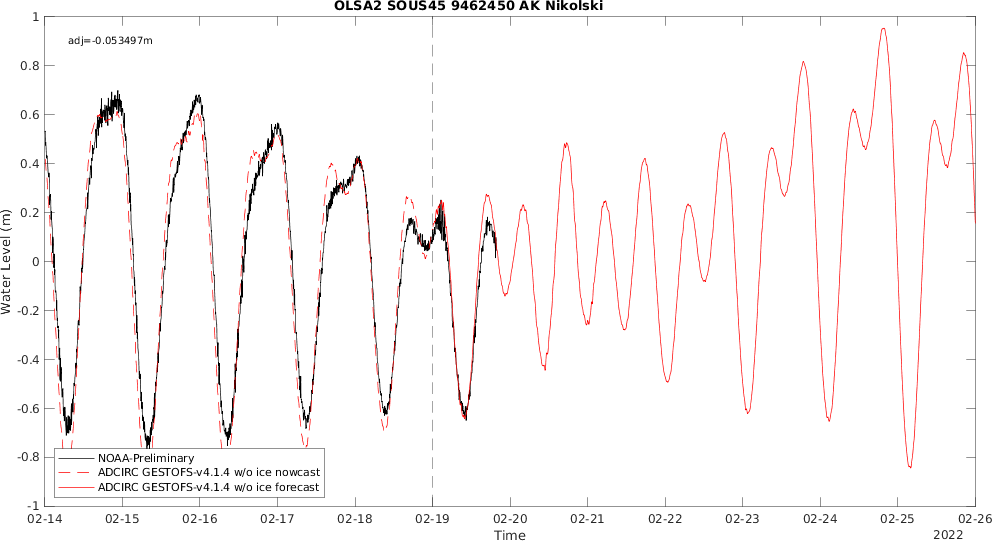 OLSA2 SOUS45 9462450 AK Nikolski
adj=-0.053497m
1
0.8
0.6
0.4
0.2
0
-0.2
-0.4
-0.6
-0.8
-1
Water Level (m)
NOAA-Preliminary
ADCIRC GESTOFS-v4.1.4 w/o ice nowcast
ADCIRC GESTOFS-v4.1.4 w/o ice forecast
02-14 02-15 02-16 02-17 02-18 02-19 02-20 02-21 02-22 02-23 02-24 02-25 02-26
Time
2022